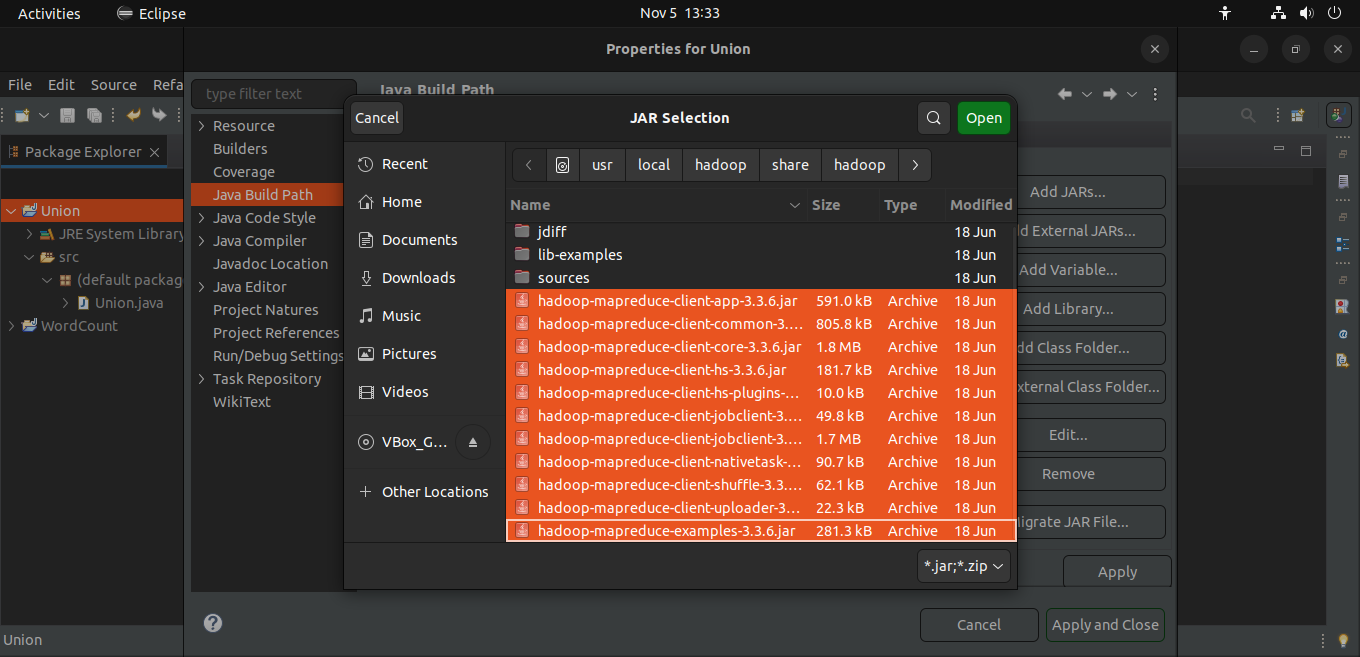 Activities Eclipse Nov 5 13:33
Properties for Union
File Edit Source Refa
type filter text
Java Build Path
Package Explorer
Union
JRE System Library
src
(default packag
Union.java
WordCount
Resource
Builders
Coverage
Java Build Path
Java Code Style
Java Compiler
Javadoc Location
Java Editor
Project Natures
Project References
Run/Debug Settings
Task Repository
WikiText
Cancel JAR Selection Open
Recent
Home
Documents
Downloads
Music
Pictures
Videos
VBox_G...
Other Locations
usr local hadoop share hadoop
Name Size Type Modified
jdiff 18 Jun
lib-examples 18 Jun
sources 18 Jun
hadoop-mapreduce-client-app-3.3.6.jar 591.0 kB Archive 18 Jun
hadoop-mapreduce-client-common-3.... 805.8 kB Archive 18 Jun
hadoop-mapreduce-client-core-3.3.6.jar 1.8 MB Archive 18 Jun
hadoop-mapreduce-client-hs-3.3.6.jar 181.7 kB Archive 18 Jun
hadoop-mapreduce-client-hs-plugins-... 10.0 kB Archive 18 Jun
hadoop-mapreduce-client-jobclient-3.... 49.8 kB Archive 18 Jun
hadoop-mapreduce-client-jobclient-3.... 1.7 MB Archive 18 Jun
hadoop-mapreduce-client-nativetask-... 90.7 kB Archive 18 Jun
hadoop-mapreduce-client-shuffle-3.3.... 62.1 kB Archive 18 Jun
hadoop-mapreduce-client-uploader-3... 22.3 kB Archive 18 Jun
hadoop-mapreduce-examples-3.3.6.jar 281.3 kB Archive 18 Jun
*.jar;*.zip
Add JARs...
dd External JARs...
Add Variable...
Add Library...
dd Class Folder...
xternal Class Folder...
Edit...
Remove
igrate JAR File...
Apply
Cancel Apply and Close
Union